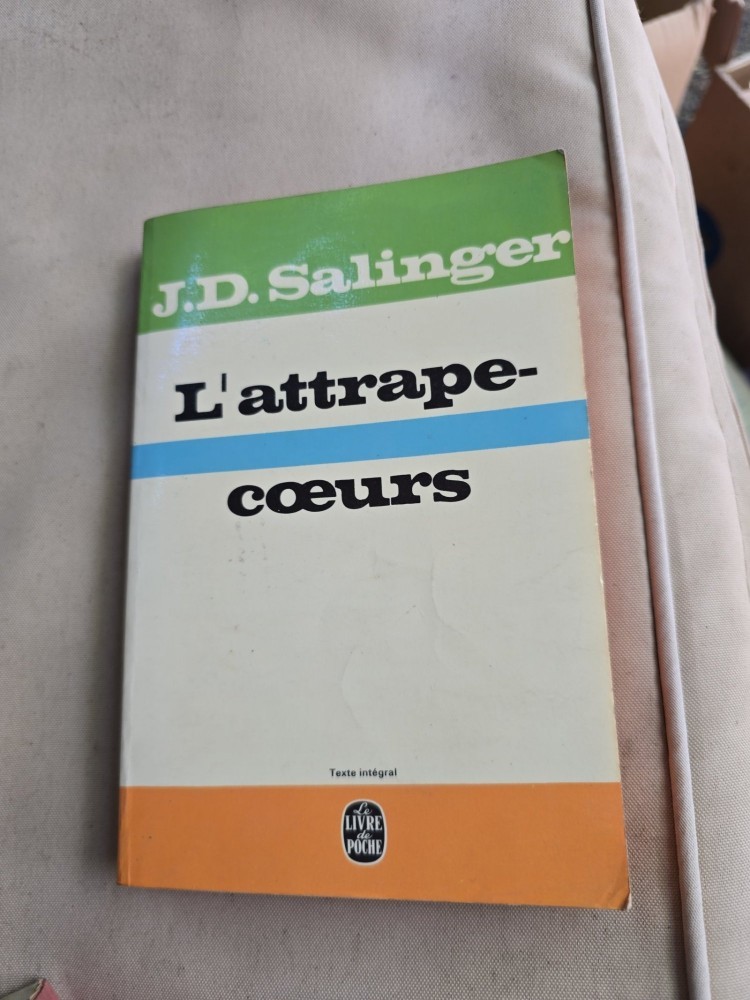 J.D. Salinger
L'attrape-
cœurs
Texte intégral
Le
LIVRE
de
POCHE